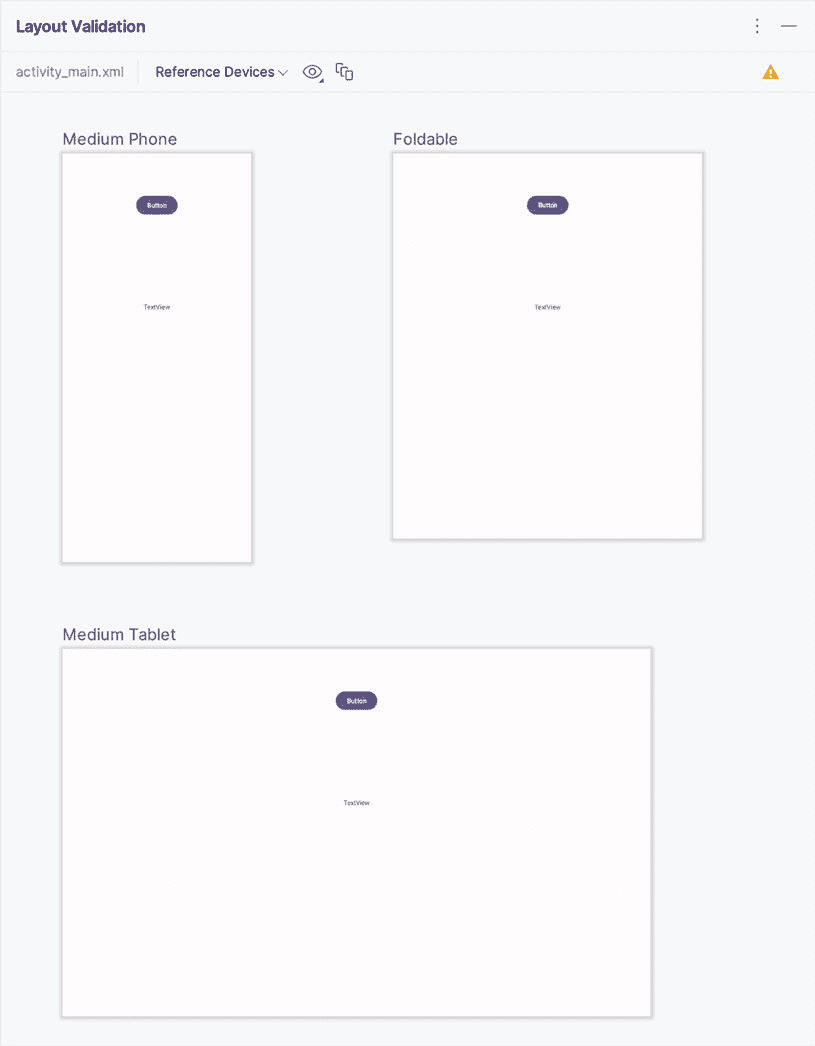 Layout Validation
activity_main.xml Reference Devices
Medium Phone Foldable
Button Button
TextView TextView
Medium Tablet
Button
TextView